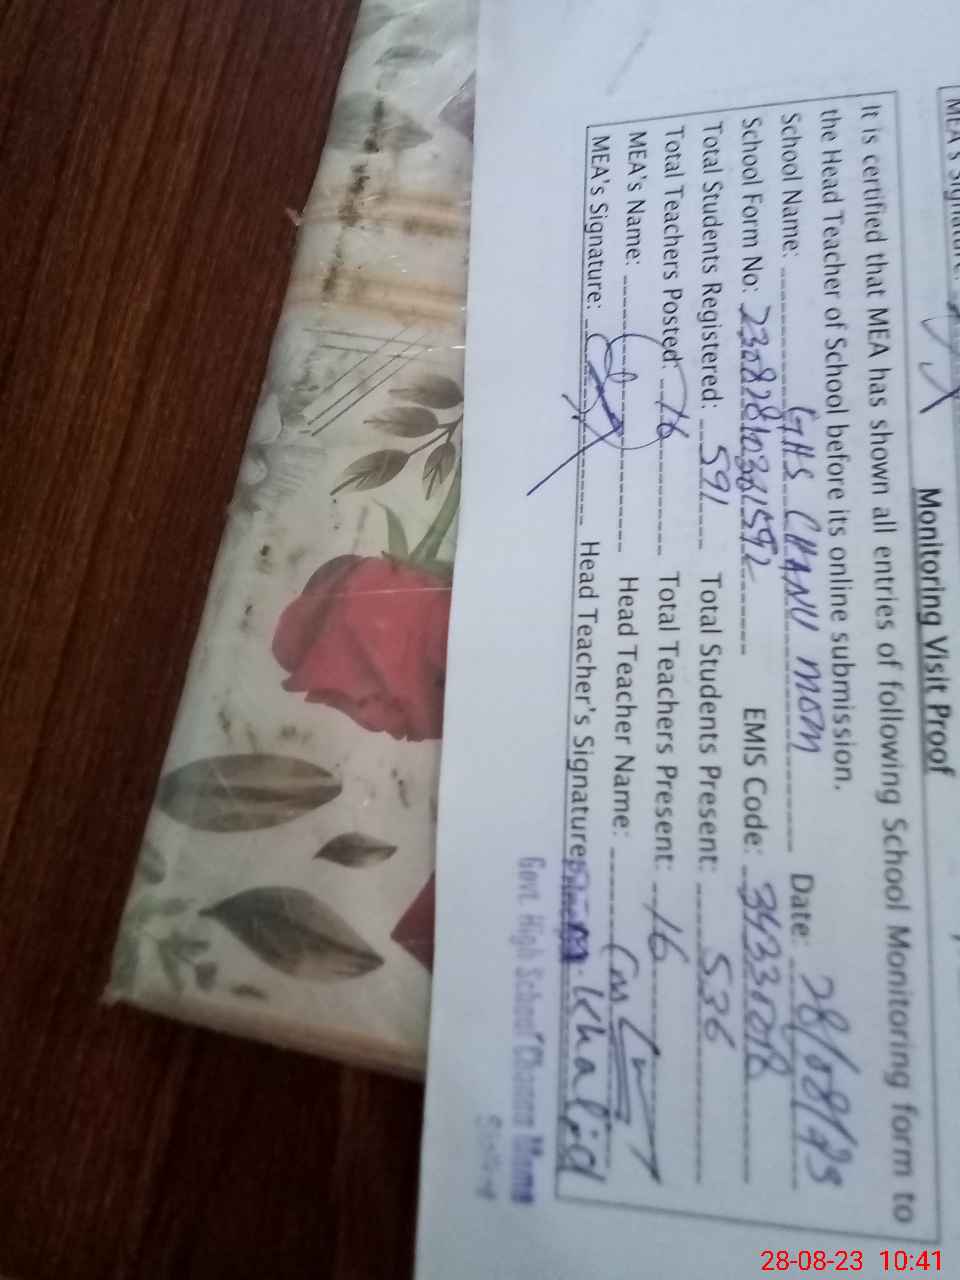 MEA's Signature:
Monitoring Visit Proof
It is certified that MEA has shown all entries of following School Monitoring form to
the Head Teacher of School before its online submission.
School Name: GHS CHANU MOM Date: 28/08/23
School Form No: EMIS Code:
Total Students Registered: 591 Total Students Present: 536
Total Teachers Posted: 16 Total Teachers Present: 16
MEA's Name: Head Teacher Name:
MEA's Signature: Head Teacher's Signature: M. Khalid
Govt. High School Channa Momn
28-08-23 10:41